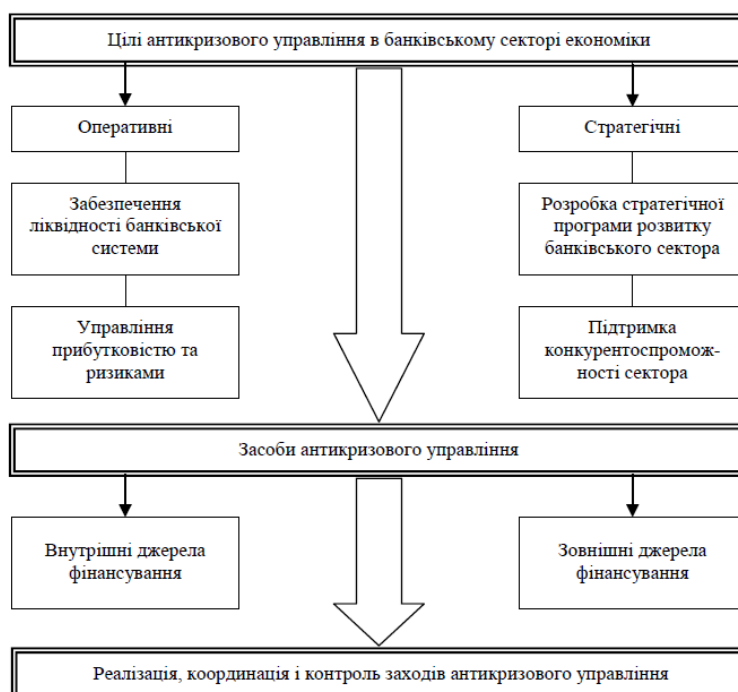 Цілі антикризового управління в банківському секторі економіки
Оперативні
Стратегічні
Забезпечення
ліквідності банківської
системи
Розробка стратегічної
програми розвитку
банківського сектора
Управління
прибутковістю та
ризиками
Підтримка
конкурентоспромож-
ності сектора
Засоби антикризового управління
Внутрішні джерела
фінансування
Зовнішні джерела
фінансування
Реалізація, координація і контроль заходів антикризового управління